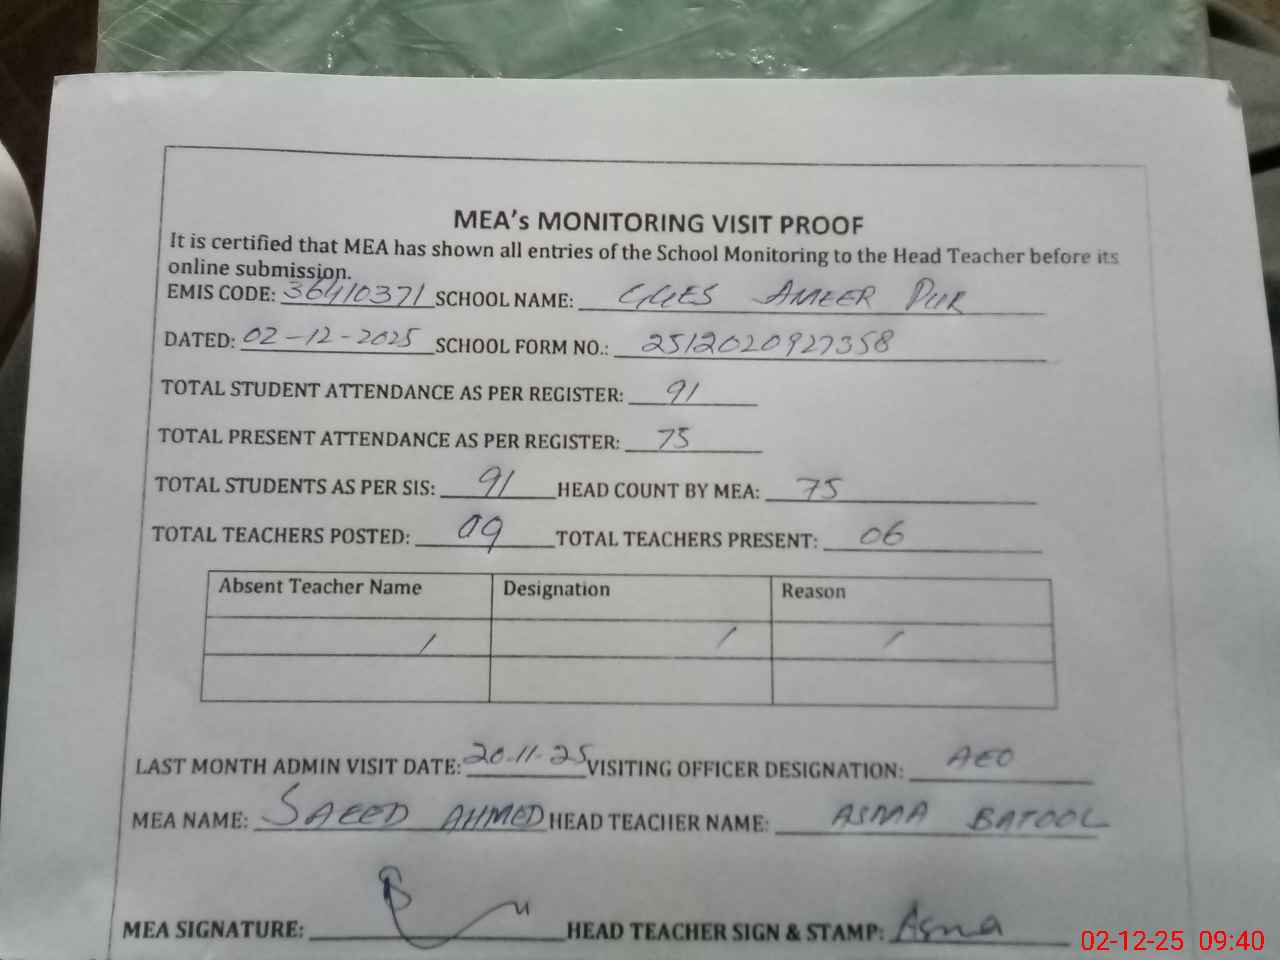 MEA's MONITORING VISIT PROOF
It is certified that MEA has shown all entries of the School Monitoring to the Head Teacher before its
online submission.
EMIS CODE: 36410371 SCHOOL NAME: GGES AMEER PUR
DATED: 02-12-2025 SCHOOL FORM NO.: 2512020927358
TOTAL STUDENT ATTENDANCE AS PER REGISTER: 91
TOTAL PRESENT ATTENDANCE AS PER REGISTER: 75
TOTAL STUDENTS AS PER SIS: 91 HEAD COUNT BY MEA: 75
TOTAL TEACHERS POSTED: 09 TOTAL TEACHERS PRESENT: 06
Absent Teacher Name Designation Reason
/ / /
LAST MONTH ADMIN VISIT DATE: 20-11-25 VISITING OFFICER DESIGNATION: AEO
MEA NAME: SAEED AHMED HEAD TEACHER NAME: ASMA BATOOL
MEA SIGNATURE: HEAD TEACHER SIGN & STAMP: Asma
02-12-25 09:40